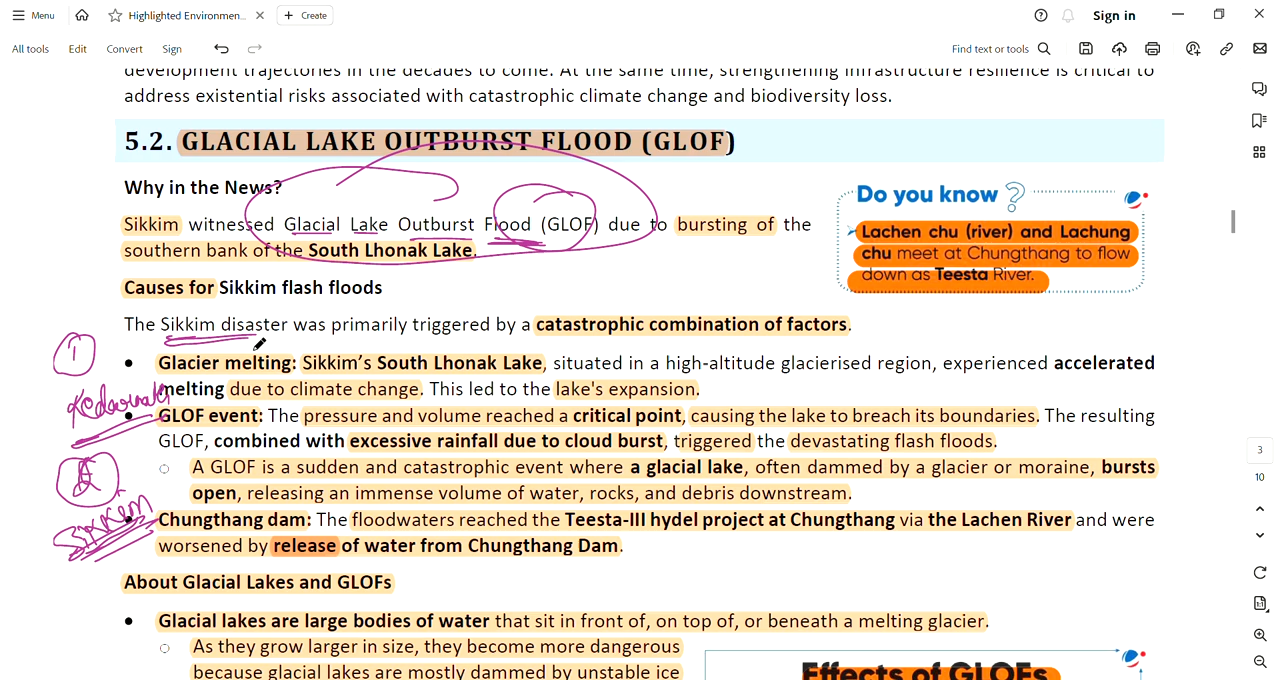 Menu
Highlighted Environmen...
Create
Sign in
All tools
Edit
Convert
Sign
Find text or tools
development trajectories in the decades to come. At the same time, strengthening infrastructure resilience is critical to
address existential risks associated with catastrophic climate change and biodiversity loss.
5.2. GLACIAL LAKE OUTBURST FLOOD (GLOF)
Why in the News?
Sikkim witnessed Glacial Lake Outburst Flood (GLOF) due to bursting of the
southern bank of the South Lhonak Lake.
Do you know ?
Lachen chu (river) and Lachung
chu meet at Chungthang to flow
down as Teesta River.
Causes for Sikkim flash floods
The Sikkim disaster was primarily triggered by a catastrophic combination of factors.
1
• Glacier melting: Sikkim's South Lhonak Lake, situated in a high-altitude glacierised region, experienced accelerated
melting due to climate change. This led to the lake's expansion.
Kedarnath
• GLOF event: The pressure and volume reached a critical point, causing the lake to breach its boundaries. The resulting
GLOF, combined with excessive rainfall due to cloud burst, triggered the devastating flash floods.
○ A GLOF is a sudden and catastrophic event where a glacial lake, often dammed by a glacier or moraine, bursts
open, releasing an immense volume of water, rocks, and debris downstream.
Sikkim
• Chungthang dam: The floodwaters reached the Teesta-III hydel project at Chungthang via the Lachen River and were
worsened by release of water from Chungthang Dam.
About Glacial Lakes and GLOFs
• Glacial lakes are large bodies of water that sit in front of, on top of, or beneath a melting glacier.
○ As they grow larger in size, they become more dangerous
because glacial lakes are mostly dammed by unstable ice
Effects of GLOFs
3
10